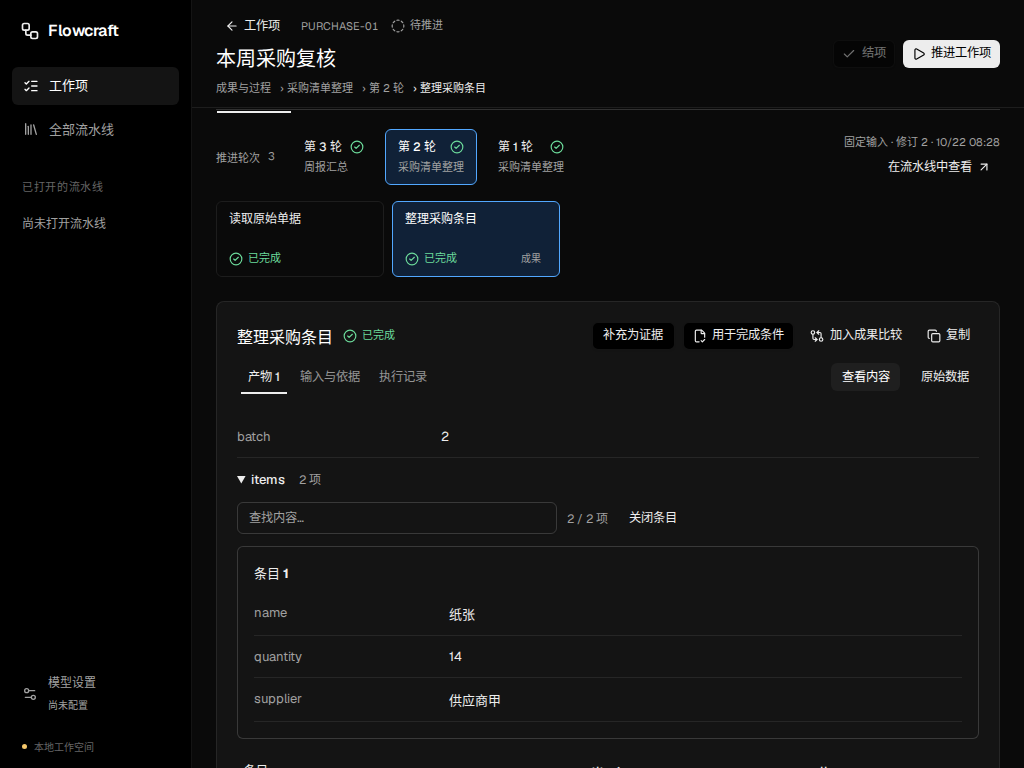 Flowcraft
工作项
全部流水线
已打开的流水线
尚未打开流水线
模型设置
尚未配置
本地工作空间
工作项 PURCHASE-01 待推进
本周采购复核
结项 推进工作项
成果与过程 › 采购清单整理 › 第 2 轮 › 整理采购条目
推进轮次 3
第 3 轮
周报汇总
第 2 轮
采购清单整理
第 1 轮
采购清单整理
固定输入 · 修订 2 · 10/22 08:28
在流水线中查看
读取原始单据
已完成
整理采购条目
已完成 成果
整理采购条目 已完成
补充为证据 用于完成条件 加入成果比较 复制
产物 1 输入与依据 执行记录
查看内容 原始数据
batch 2
items 2 项
查找内容… 2 / 2 项 关闭条目
条目 1
name 纸张
quantity 14
supplier 供应商甲